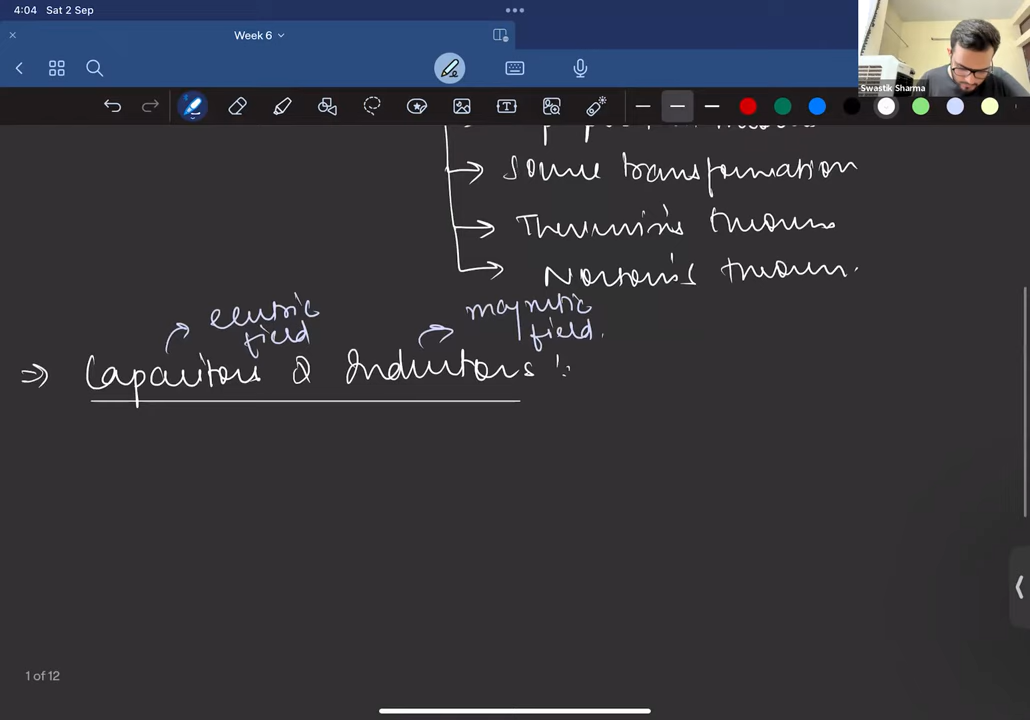 4:04 Sat 2 Sep
Week 6
Swastik Sharma
Source transformation
Thevenin's theorem
Norton's theorem.
electric field
magnetic field.
⇒ Capacitors & Inductors :
1 of 12